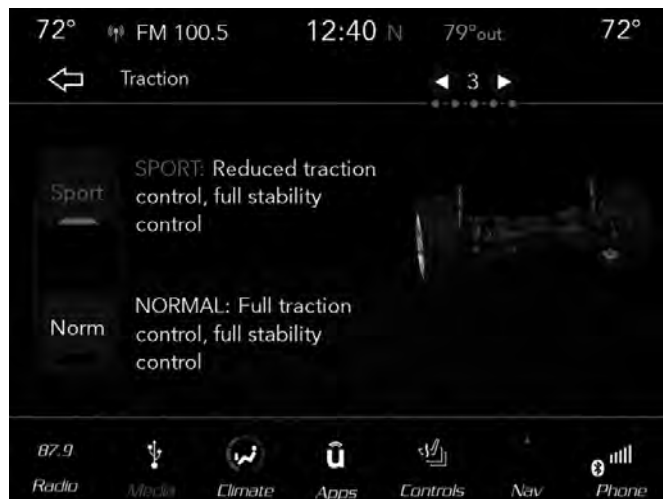 72° FM 100.5 12:40 N 79°out 72°
Traction 3
SPORT: Reduced traction
control, full stability
control
Sport
NORMAL: Full traction
control, full stability
control
Norm
87.9 û
Radio Media Climate Apps Controls Nav Phone